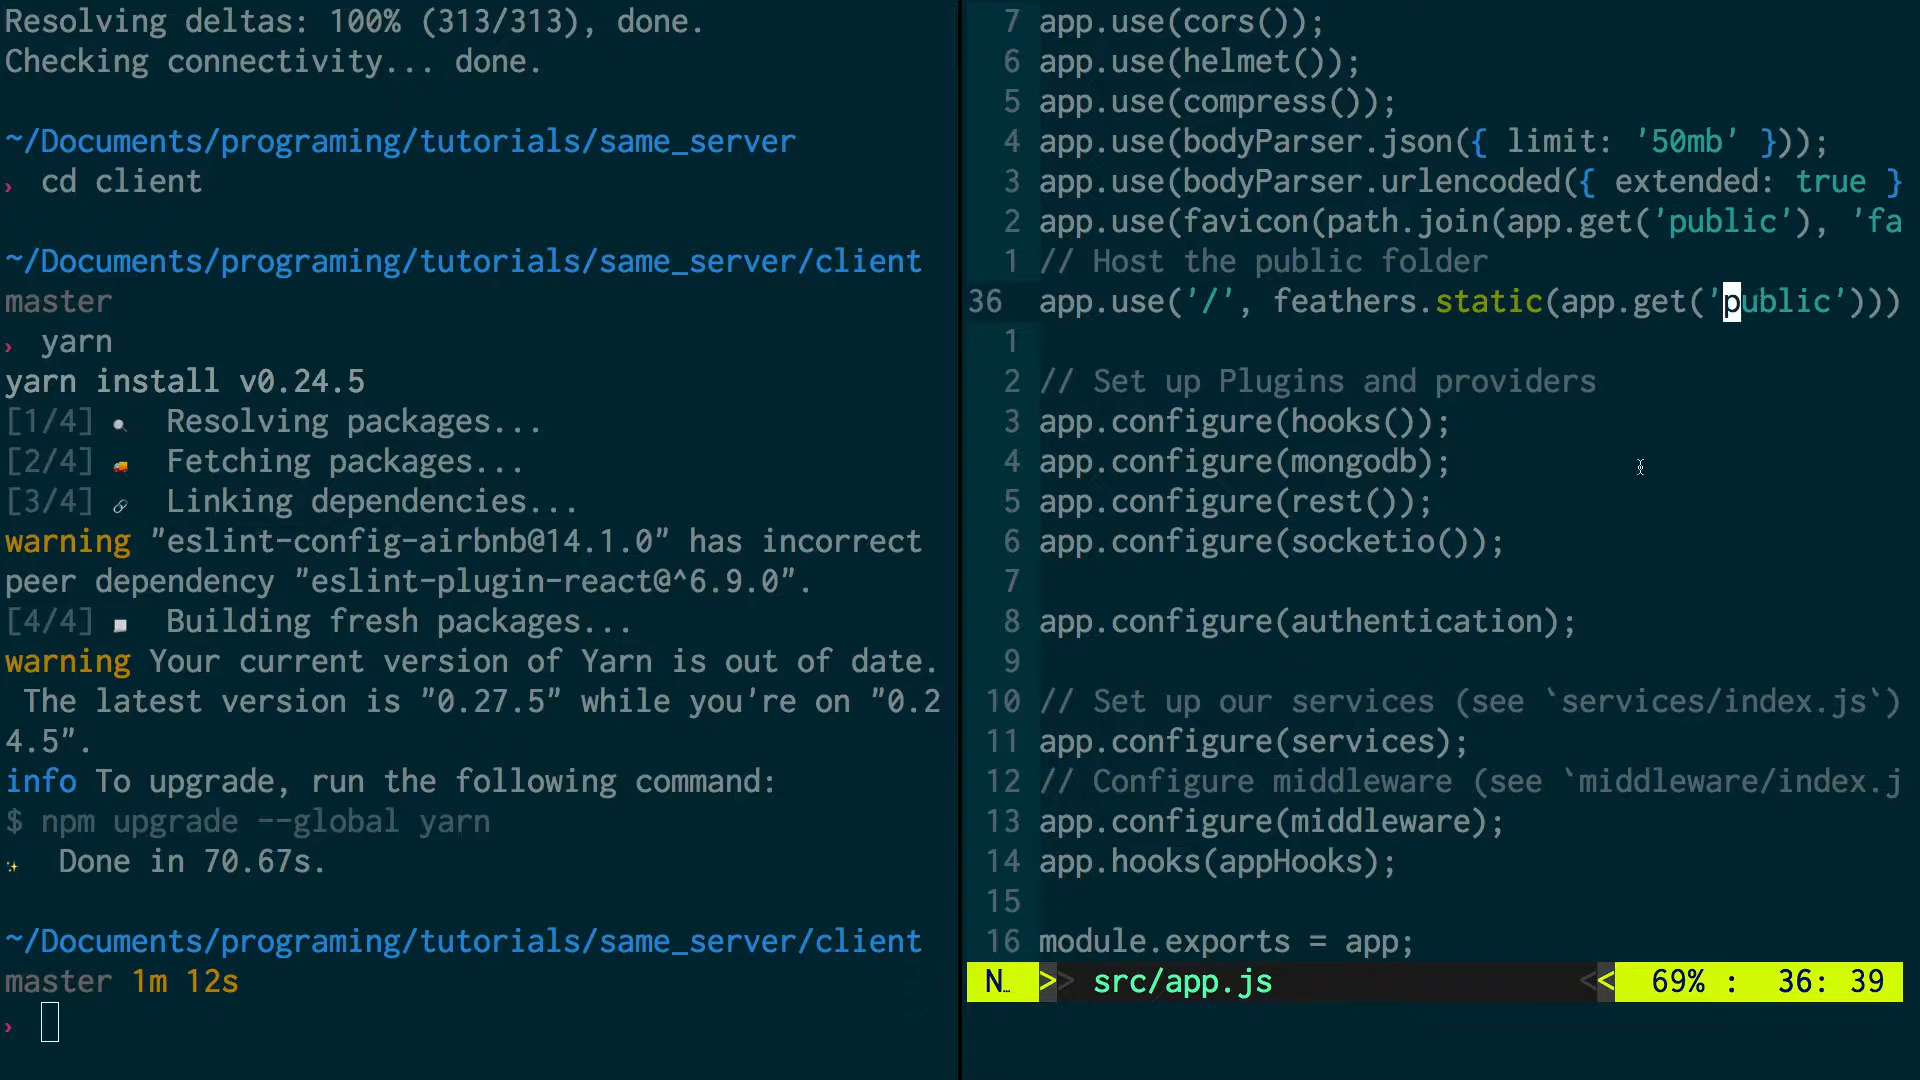 Resolving deltas: 100% (313/313), done.
Checking connectivity... done.
~/Documents/programing/tutorials/same_server
› cd client
~/Documents/programing/tutorials/same_server/client
master
› yarn
yarn install v0.24.5
[1/4] 🔍 Resolving packages...
[2/4] 🚚 Fetching packages...
[3/4] 🔗 Linking dependencies...
warning "eslint-config-airbnb@14.1.0" has incorrect
peer dependency "eslint-plugin-react@^6.9.0".
[4/4] 📃 Building fresh packages...
warning Your current version of Yarn is out of date.
The latest version is "0.27.5" while you're on "0.2
4.5".
info To upgrade, run the following command:
$ npm upgrade --global yarn
✨ Done in 70.67s.
~/Documents/programing/tutorials/same_server/client
master 1m 12s
›
7 app.use(cors());
6 app.use(helmet());
5 app.use(compress());
4 app.use(bodyParser.json({ limit: '50mb' }));
3 app.use(bodyParser.urlencoded({ extended: true }
2 app.use(favicon(path.join(app.get('public'), 'fa
1 // Host the public folder
36 app.use('/', feathers.static(app.get('public')))
1
2 // Set up Plugins and providers
3 app.configure(hooks());
4 app.configure(mongodb);
5 app.configure(rest());
6 app.configure(socketio());
7
8 app.configure(authentication);
9
10 // Set up our services (see `services/index.js`)
11 app.configure(services);
12 // Configure middleware (see `middleware/index.j
13 app.configure(middleware);
14 app.hooks(appHooks);
15
16 module.exports = app;
N… >> src/app.js << 69% : 36: 39